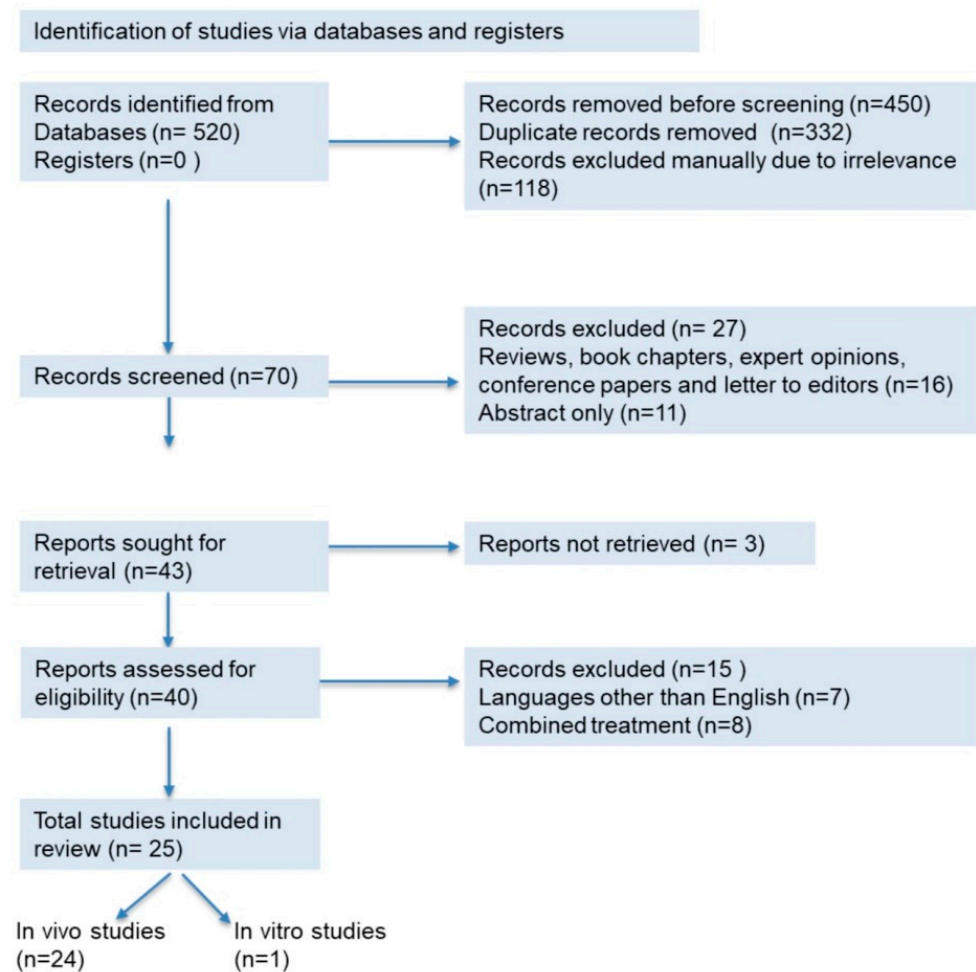 Identification of studies via databases and registers
Records identified from
Databases (n= 520)
Registers (n=0 )
Records removed before screening (n=450)
Duplicate records removed  (n=332)
Records excluded manually due to irrelevance
(n=118)
Records screened (n=70)
Records excluded (n= 27)
Reviews, book chapters, expert opinions,
conference papers and letter to editors (n=16)
Abstract only (n=11)
Reports sought for
retrieval (n=43)
Reports not retrieved (n= 3)
Reports assessed for
eligibility (n=40)
Records excluded (n=15 )
Languages other than English (n=7)
Combined treatment (n=8)
Total studies included in
review (n= 25)
In vivo studies
(n=24)
In vitro studies
(n=1)